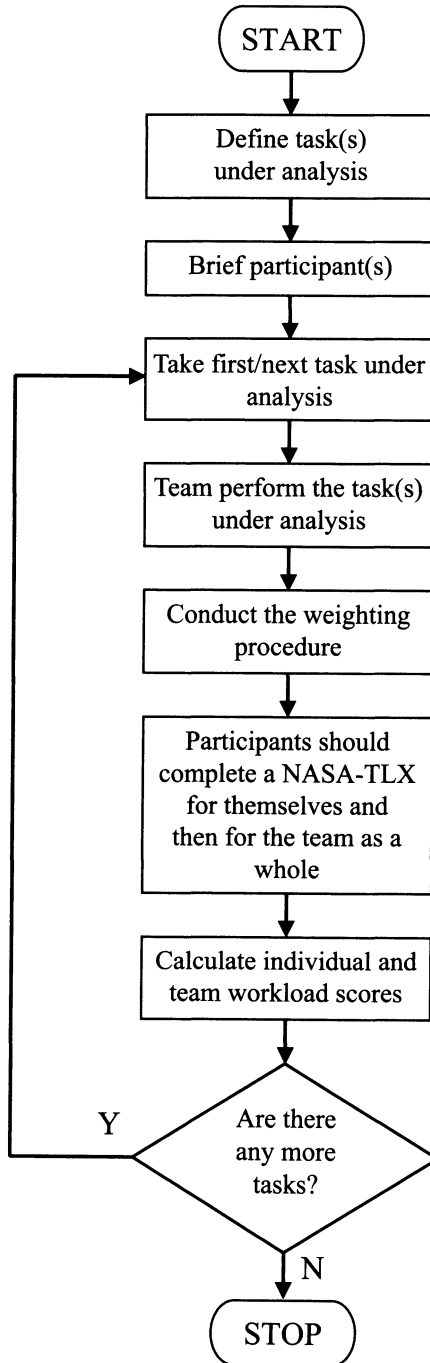 START
Define task(s)
under analysis
Brief participant(s)
Take first/next task under
analysis
Team perform the task(s)
under analysis
Conduct the weighting
procedure
Participants should
complete a NASA-TLX
for themselves and
then for the team as a
whole
Calculate individual and
team workload scores
Y
Are there
any more
tasks?
N
STOP